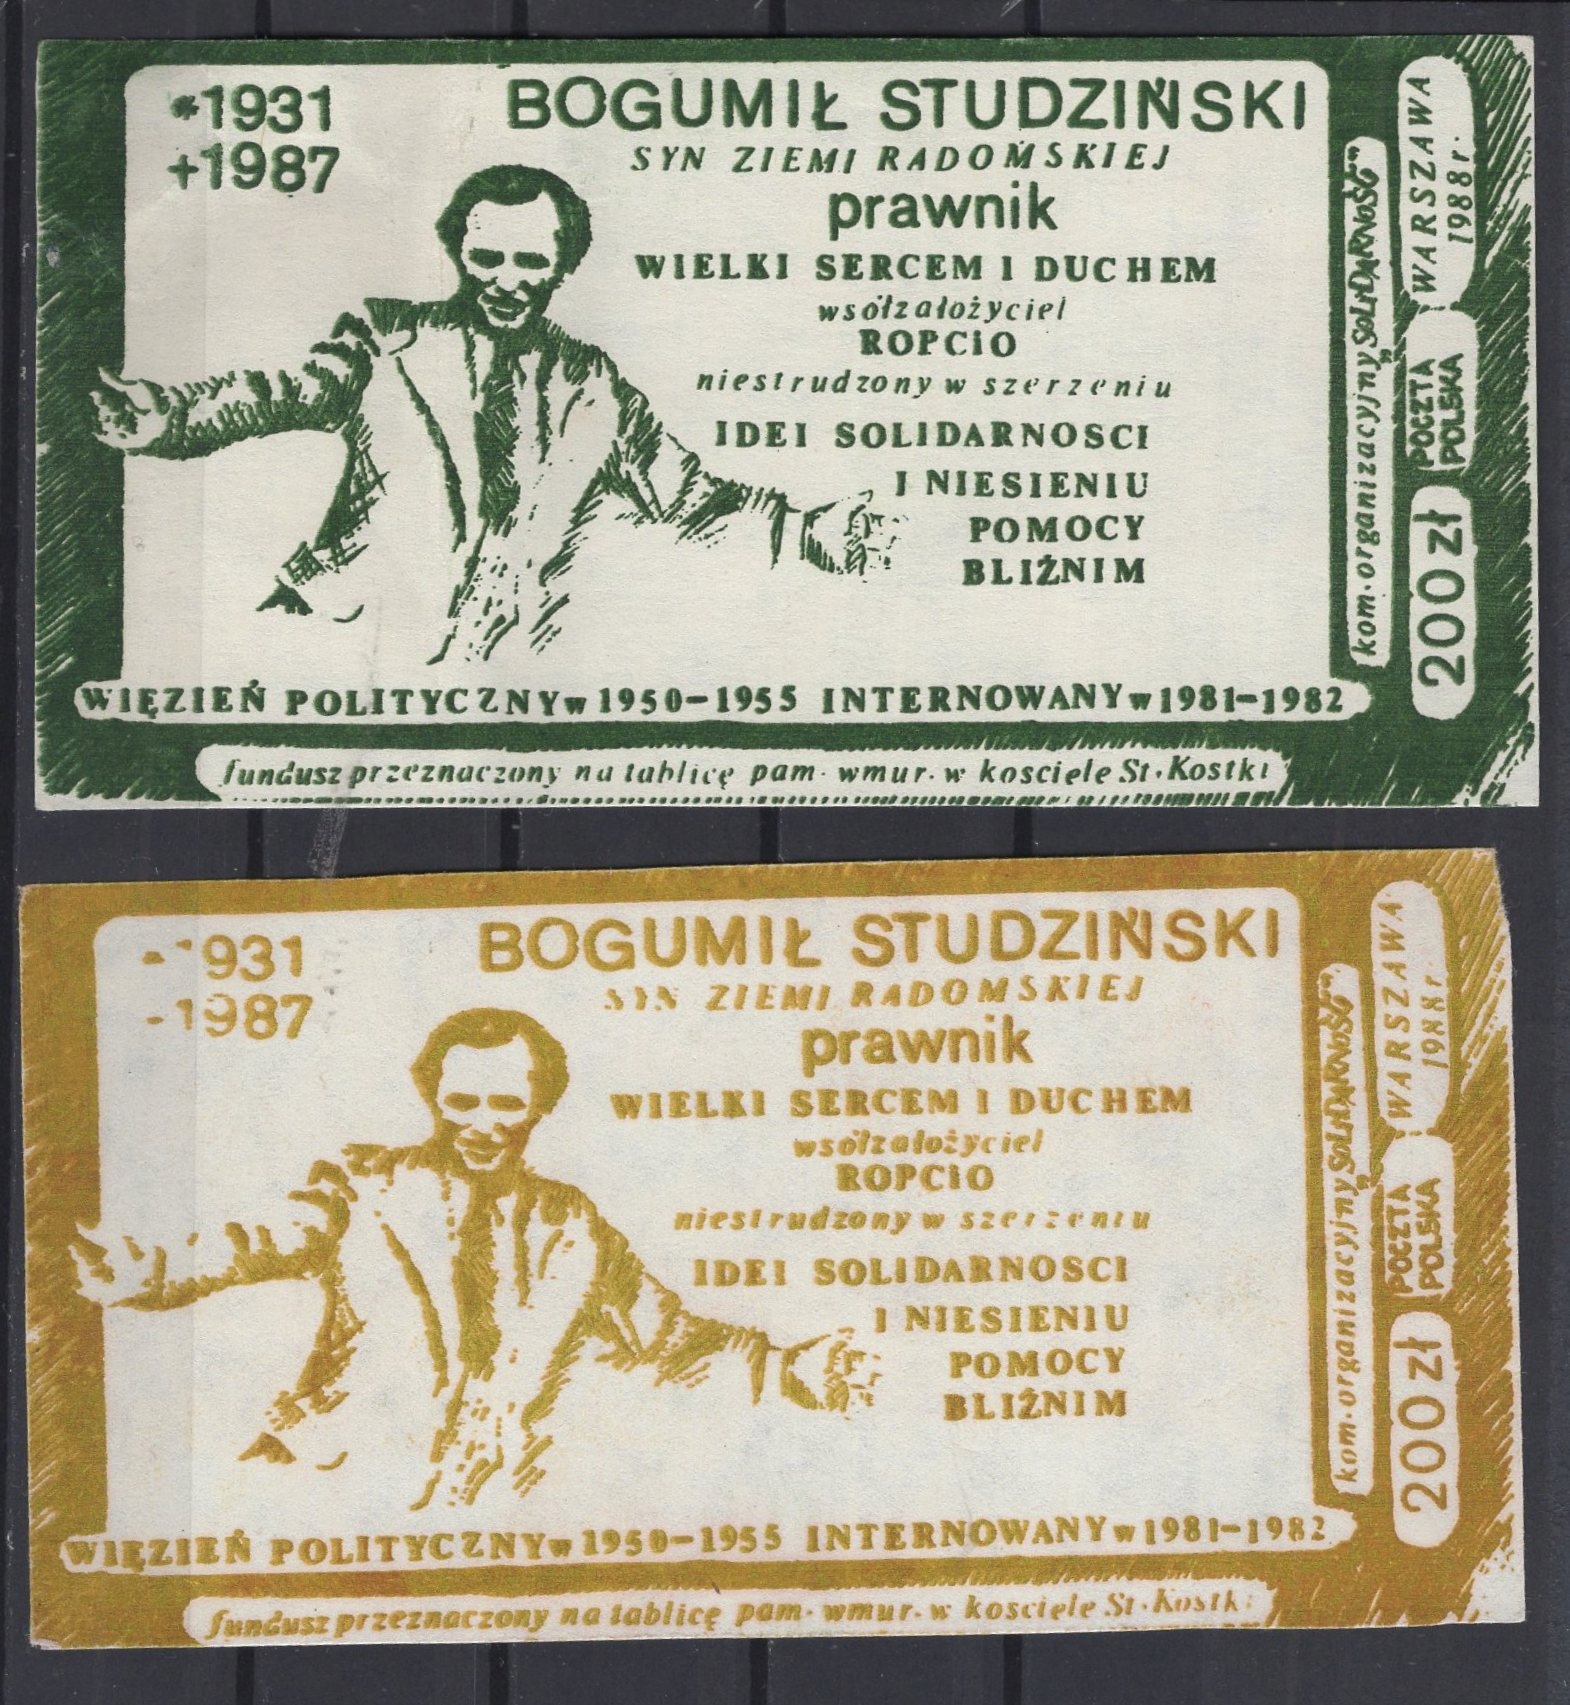 *1931
+1987
BOGUMIŁ STUDZIŃSKI
SYN ZIEMI RADOMSKIEJ
prawnik
WIELKI SERCEM I DUCHEM
wsółzałożyciel
ROPCiO
niestrudzony w szerzeniu
IDEI SOLIDARNOSCI
I NIESIENIU
POMOCY
BLIŹNIM
WIĘZIEŃ POLITYCZNY w 1950-1955 INTERNOWANY w 1981-1982
fundusz przeznaczony na tablicę pam. wmur. w kosciele St. Kostki
kom. organizacyjny „SOLIDARNOŚĆ”
WARSZAWA
1988r.
POCZTA
POLSKA
200 zł
-1931
-1987
BOGUMIŁ STUDZIŃSKI
SYN ZIEMI RADOMSKIEJ
prawnik
WIELKI SERCEM I DUCHEM
wsółzałożyciel
ROPCiO
niestrudzony w szerzeniu
IDEI SOLIDARNOSCI
I NIESIENIU
POMOCY
BLIŹNIM
WIĘZIEŃ POLITYCZNY w 1950-1955 INTERNOWANY w 1981-1982
fundusz przeznaczony na tablicę pam. wmur. w kosciele St. Kostki
kom. organizacyjny „SOLIDARNOŚĆ”
WARSZAWA
1988r.
POCZTA
POLSKA
200 zł